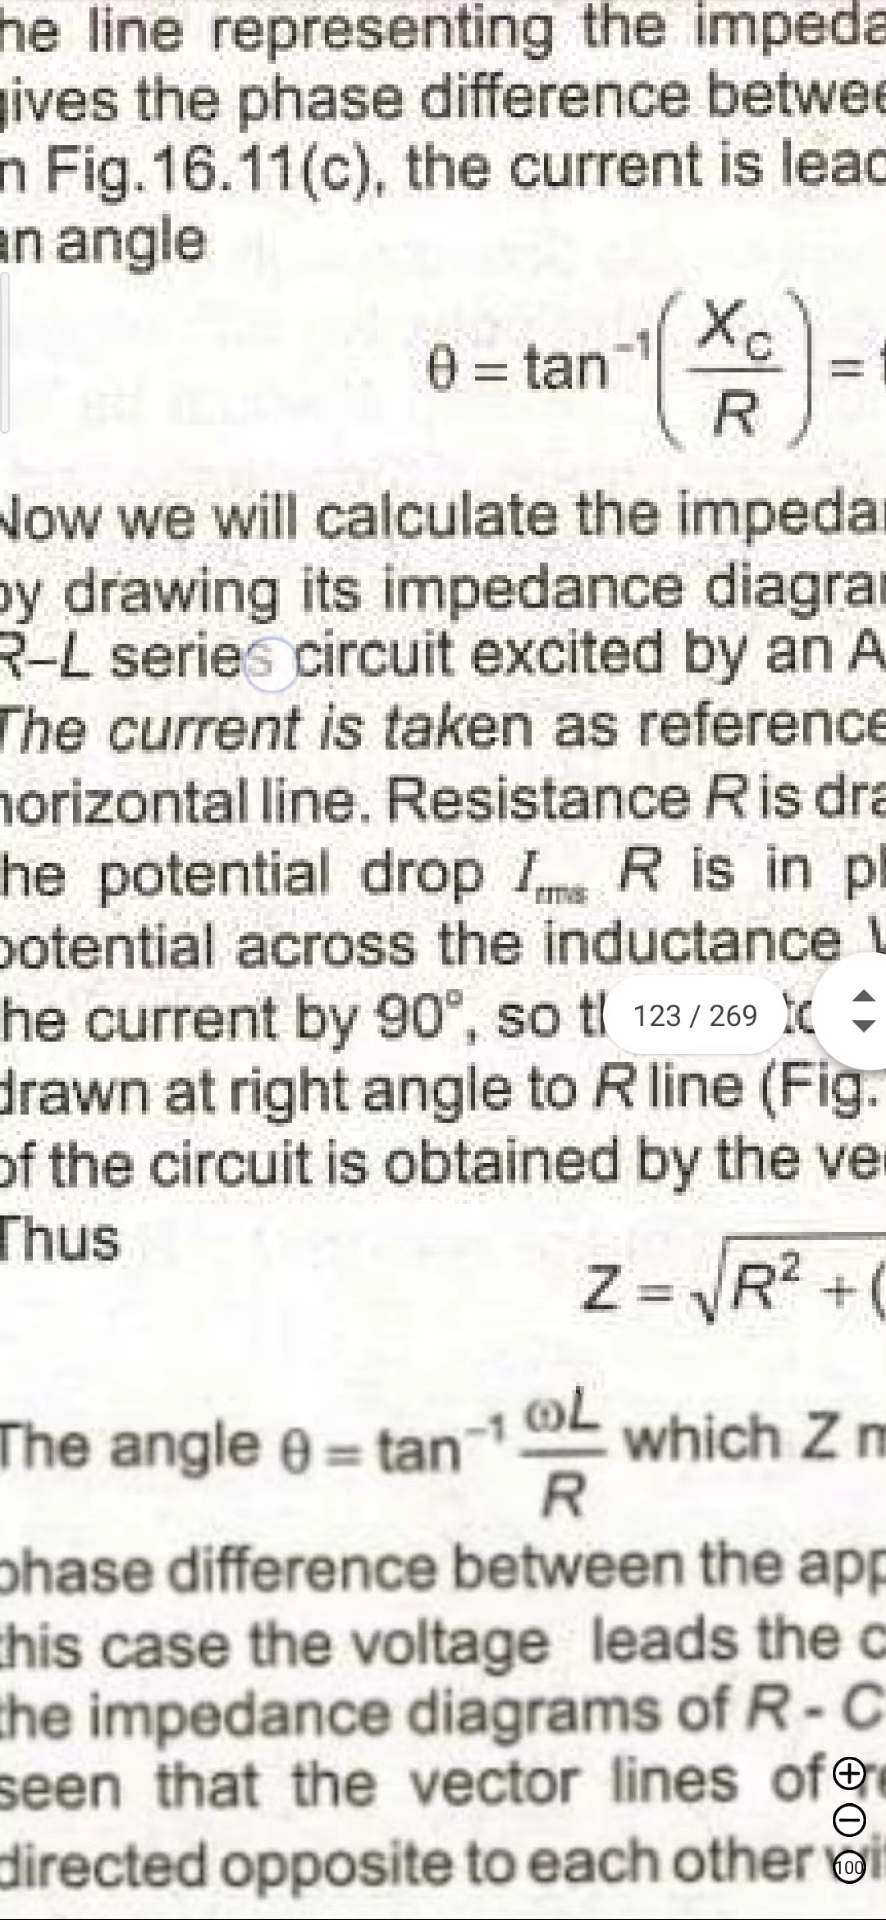 he line representing the impeda
gives the phase difference betwee
n Fig.16.11(c), the current is lead
an angle
θ = tan⁻¹(X_C/R) = t
Now we will calculate the impeda
by drawing its impedance diagra
R–L series circuit excited by an A
The current is taken as reference
horizontal line. Resistance R is dra
he potential drop I_rms R is in p
potential across the inductance V
the current by 90°, so t
123 / 269
drawn at right angle to R line (Fig.
of the circuit is obtained by the ve
Thus
Z = √R² + (
The angle θ = tan⁻¹ ωL/R which Z m
phase difference between the app
this case the voltage leads the c
the impedance diagrams of R - C
seen that the vector lines of re
directed opposite to each other wi
100